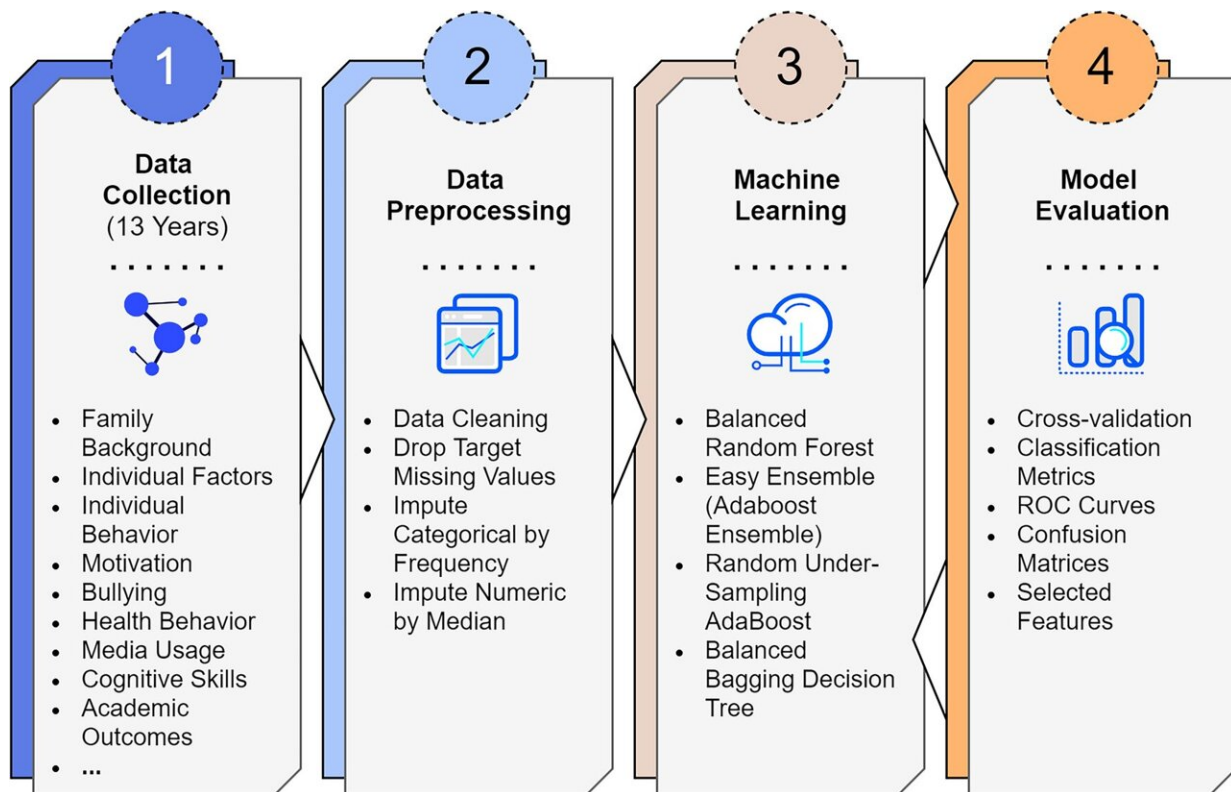 1
Data
Collection
(13 Years)
• Family
Background
• Individual Factors
• Individual
Behavior
• Motivation
• Bullying
• Health Behavior
• Media Usage
• Cognitive Skills
• Academic
Outcomes
• ...
2
Data
Preprocessing
• Data Cleaning
• Drop Target
Missing Values
• Impute
Categorical by
Frequency
• Impute Numeric
by Median
3
Machine
Learning
• Balanced
Random Forest
• Easy Ensemble
(Adaboost
Ensemble)
• Random Under-
Sampling
AdaBoost
• Balanced
Bagging Decision
Tree
4
Model
Evaluation
• Cross-validation
• Classification
Metrics
• ROC Curves
• Confusion
Matrices
• Selected
Features